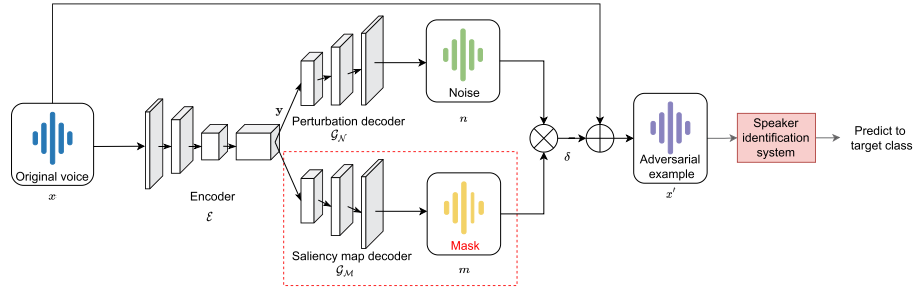 Original voice
x
Encoder
ℰ
y
Perturbation decoder
𝒢_𝒩
Noise
n
Saliency map decoder
𝒢_ℳ
Mask
m
δ
Adversarial
example
x′
Speaker
identification
system
Predict to
target class